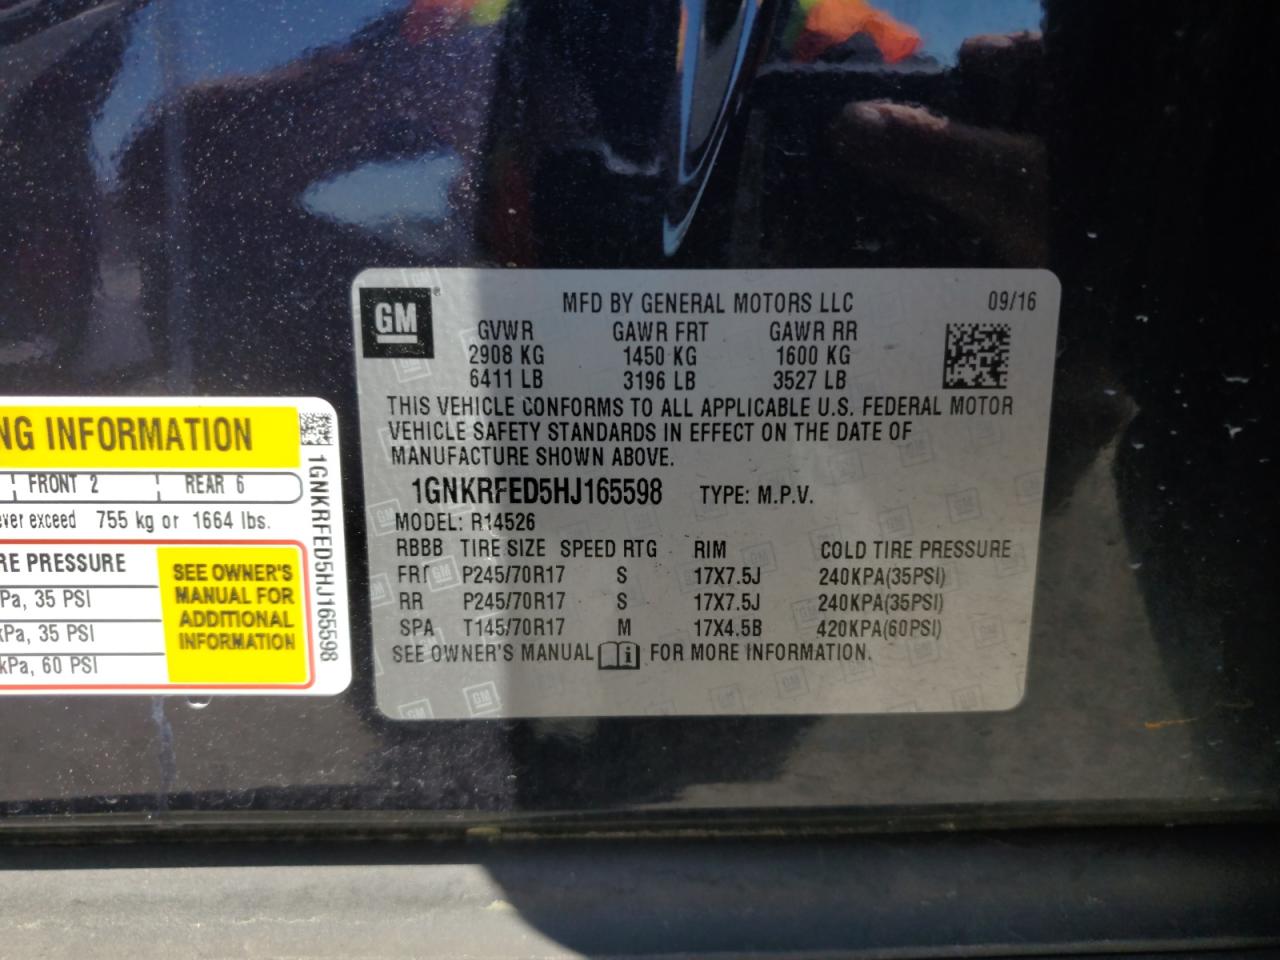 NG INFORMATION
FRONT 2 REAR 6
ever exceed 755 kg or 1664 lbs.
RE PRESSURE
Pa, 35 PSI
kPa, 35 PSI
kPa, 60 PSI
SEE OWNER'S
MANUAL FOR
ADDITIONAL
INFORMATION
1GNKRFED5HJ165598
GM
MFD BY GENERAL MOTORS LLC 09/16
GVWR GAWR FRT GAWR RR
2908 KG 1450 KG 1600 KG
6411 LB 3196 LB 3527 LB
THIS VEHICLE CONFORMS TO ALL APPLICABLE U.S. FEDERAL MOTOR
VEHICLE SAFETY STANDARDS IN EFFECT ON THE DATE OF
MANUFACTURE SHOWN ABOVE.
1GNKRFED5HJ165598 TYPE: M.P.V.
MODEL: R14526
RBBB TIRE SIZE SPEED RTG RIM COLD TIRE PRESSURE
FRT P245/70R17 S 17X7.5J 240KPA(35PSI)
RR P245/70R17 S 17X7.5J 240KPA(35PSI)
SPA T145/70R17 M 17X4.5B 420KPA(60PSI)
SEE OWNER'S MANUAL FOR MORE INFORMATION.